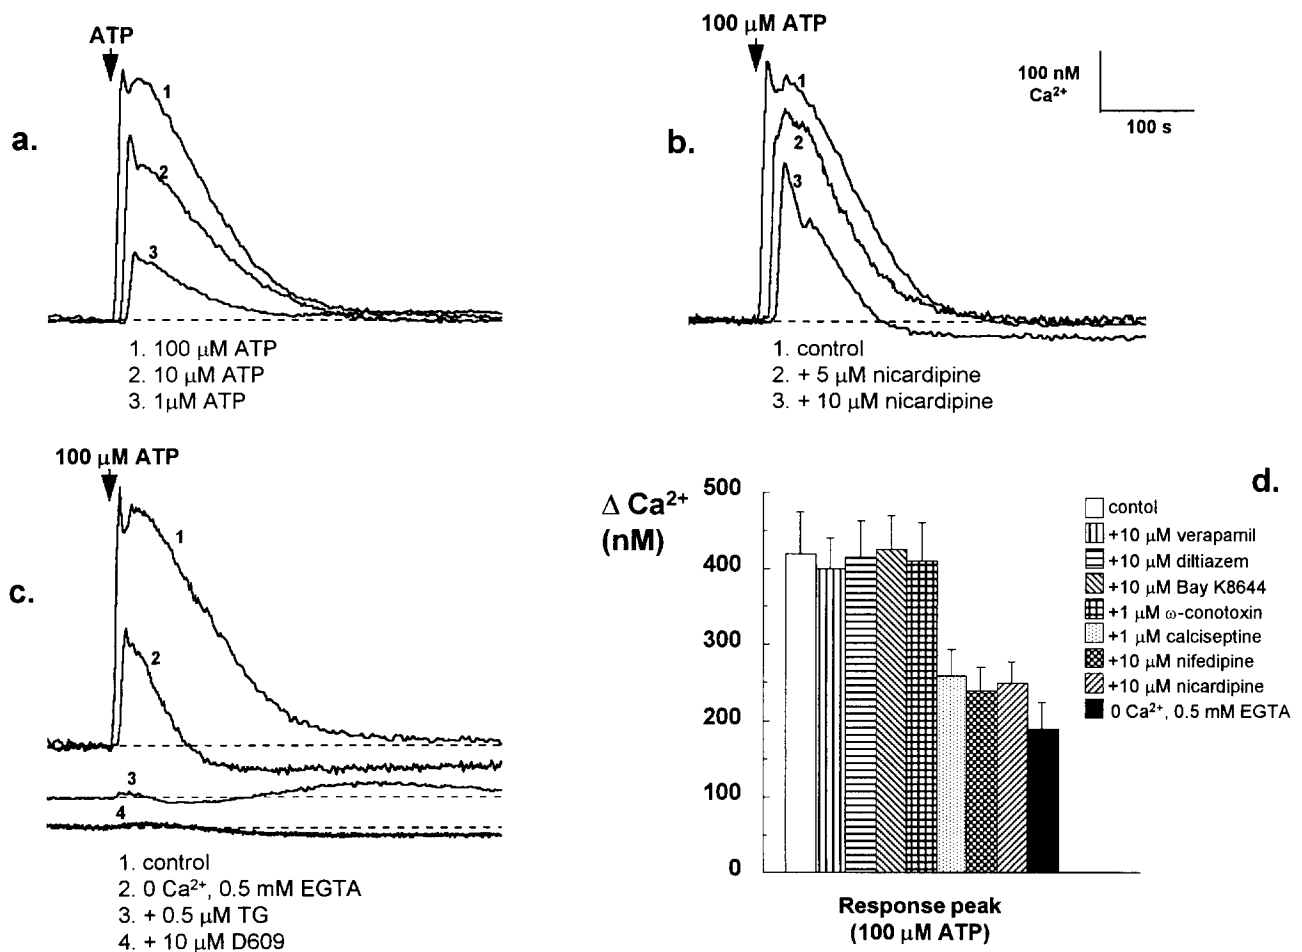 ATP
a.
1
2
3
1. 100 μM ATP
2. 10 μM ATP
3. 1μM ATP
100 μM ATP
b.
1
2
3
100 nM
Ca²⁺
100 s
1. control
2. + 5 μM nicardipine
3. + 10 μM nicardipine
100 μM ATP
c.
1
2
3
4
1. control
2. 0 Ca²⁺, 0.5 mM EGTA
3. + 0.5 μM TG
4. + 10 μM D609
d.
Δ Ca²⁺
(nM)
500
400
300
200
100
0
contol
+10 μM verapamil
+10 μM diltiazem
+10 μM Bay K8644
+1 μM ω-conotoxin
+1 μM calciseptine
+10 μM nifedipine
+10 μM nicardipine
0 Ca²⁺, 0.5 mM EGTA
Response peak
(100 μM ATP)